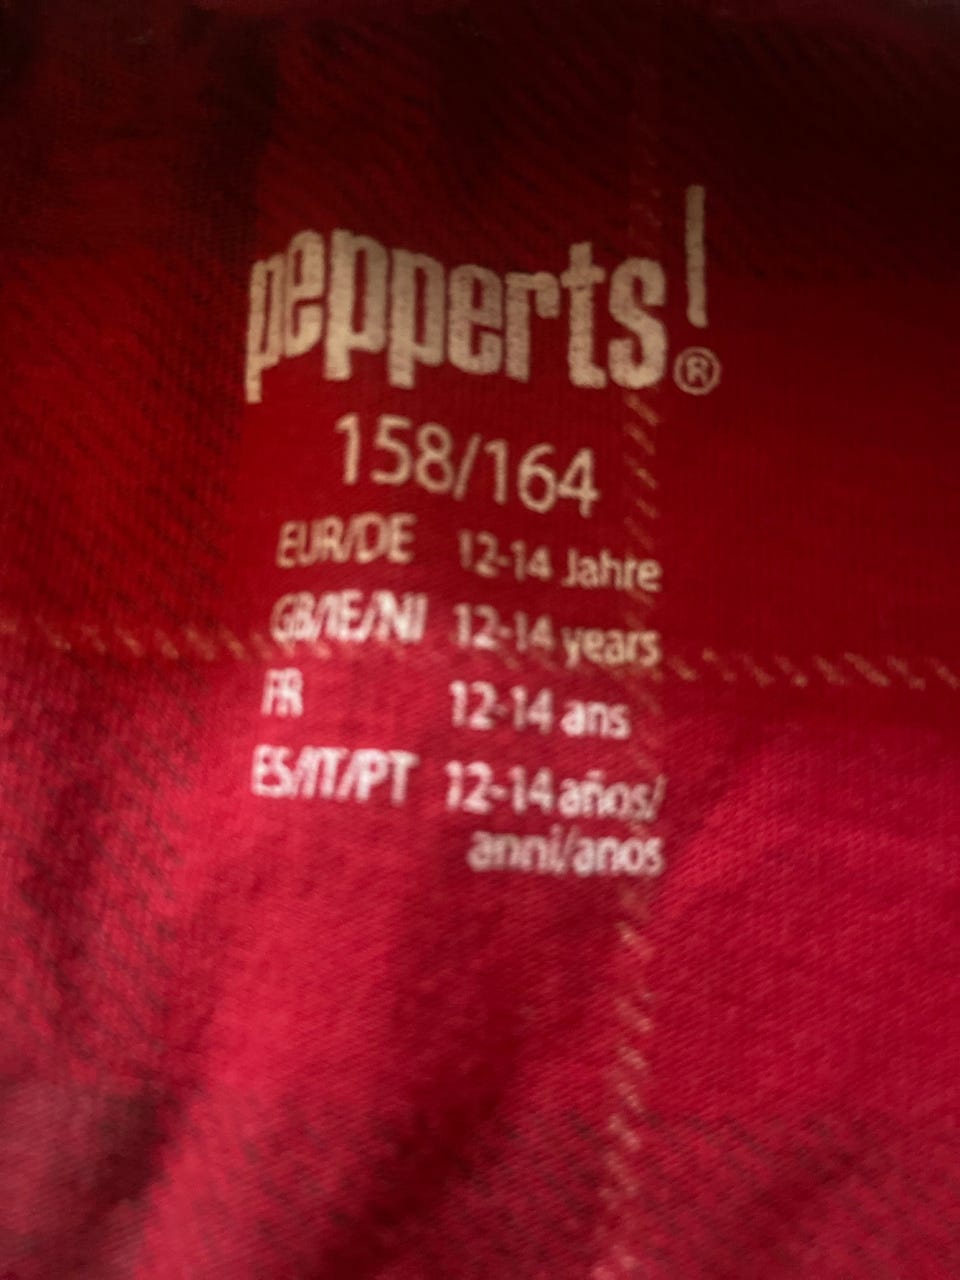 pepperts!®
158/164
EUR/DE 12-14 Jahre
GB/IE/NI 12-14 years
FR 12-14 ans
ES/IT/PT 12-14 años/
anni/anos